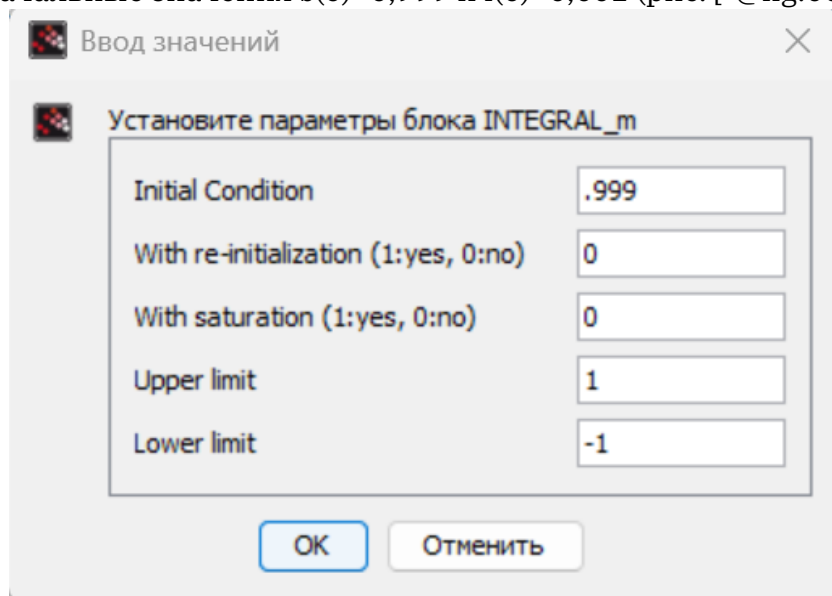 Ввод значений
Установите параметры блока INTEGRAL_m
Initial Condition
.999
With re-initialization (1:yes, 0:no)
0
With saturation (1:yes, 0:no)
0
Upper limit
1
Lower limit
-1
OK
Отменить